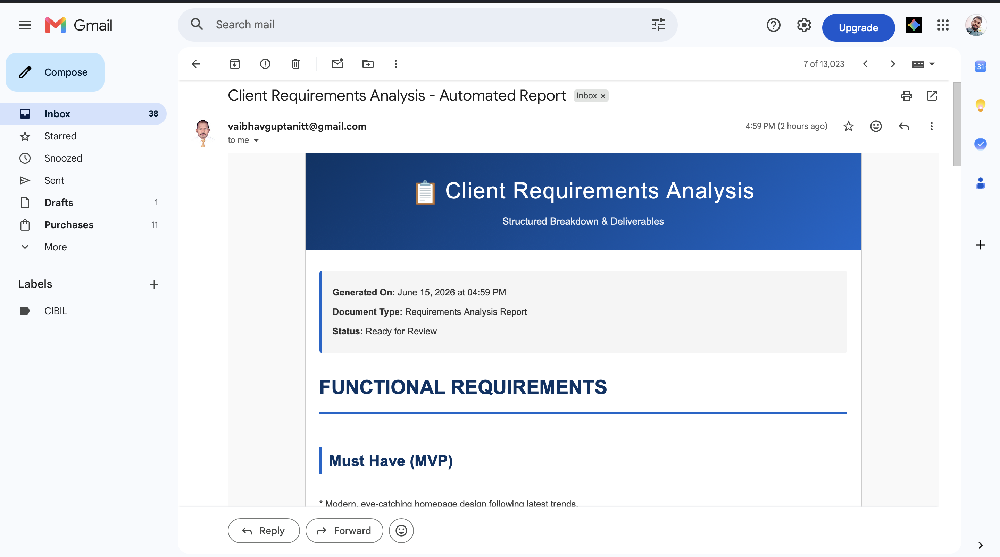 Gmail
Search mail
Upgrade
Compose
7 of 13,023
31
Inbox 38
Starred
Snoozed
Sent
Drafts 1
Purchases 11
More
Labels
CIBIL
Client Requirements Analysis - Automated Report Inbox ×
vaibhavguptanitt@gmail.com
4:59 PM (2 hours ago)
to me
📋 Client Requirements Analysis
Structured Breakdown & Deliverables
Generated On: June 15, 2026 at 04:59 PM
Document Type: Requirements Analysis Report
Status: Ready for Review
FUNCTIONAL REQUIREMENTS
Must Have (MVP)
* Modern, eye-catching homepage design following latest trends.
Reply
Forward